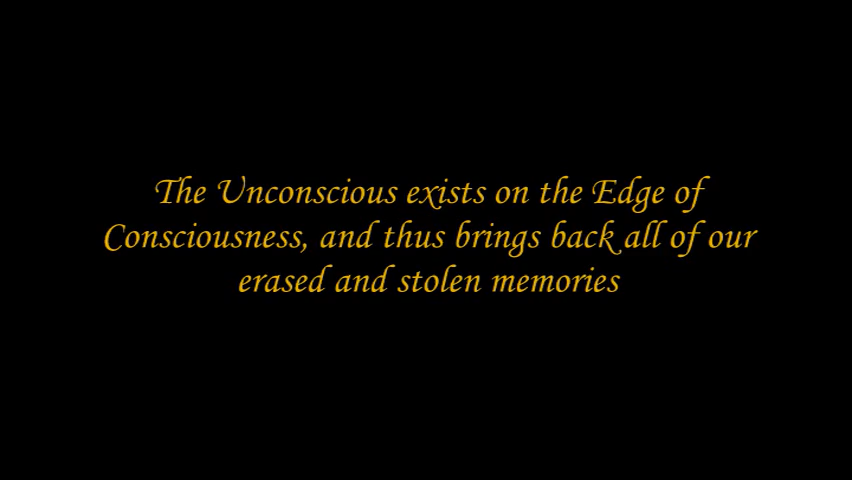 The Unconscious exists on the Edge of
Consciousness, and thus brings back all of our
erased and stolen memories